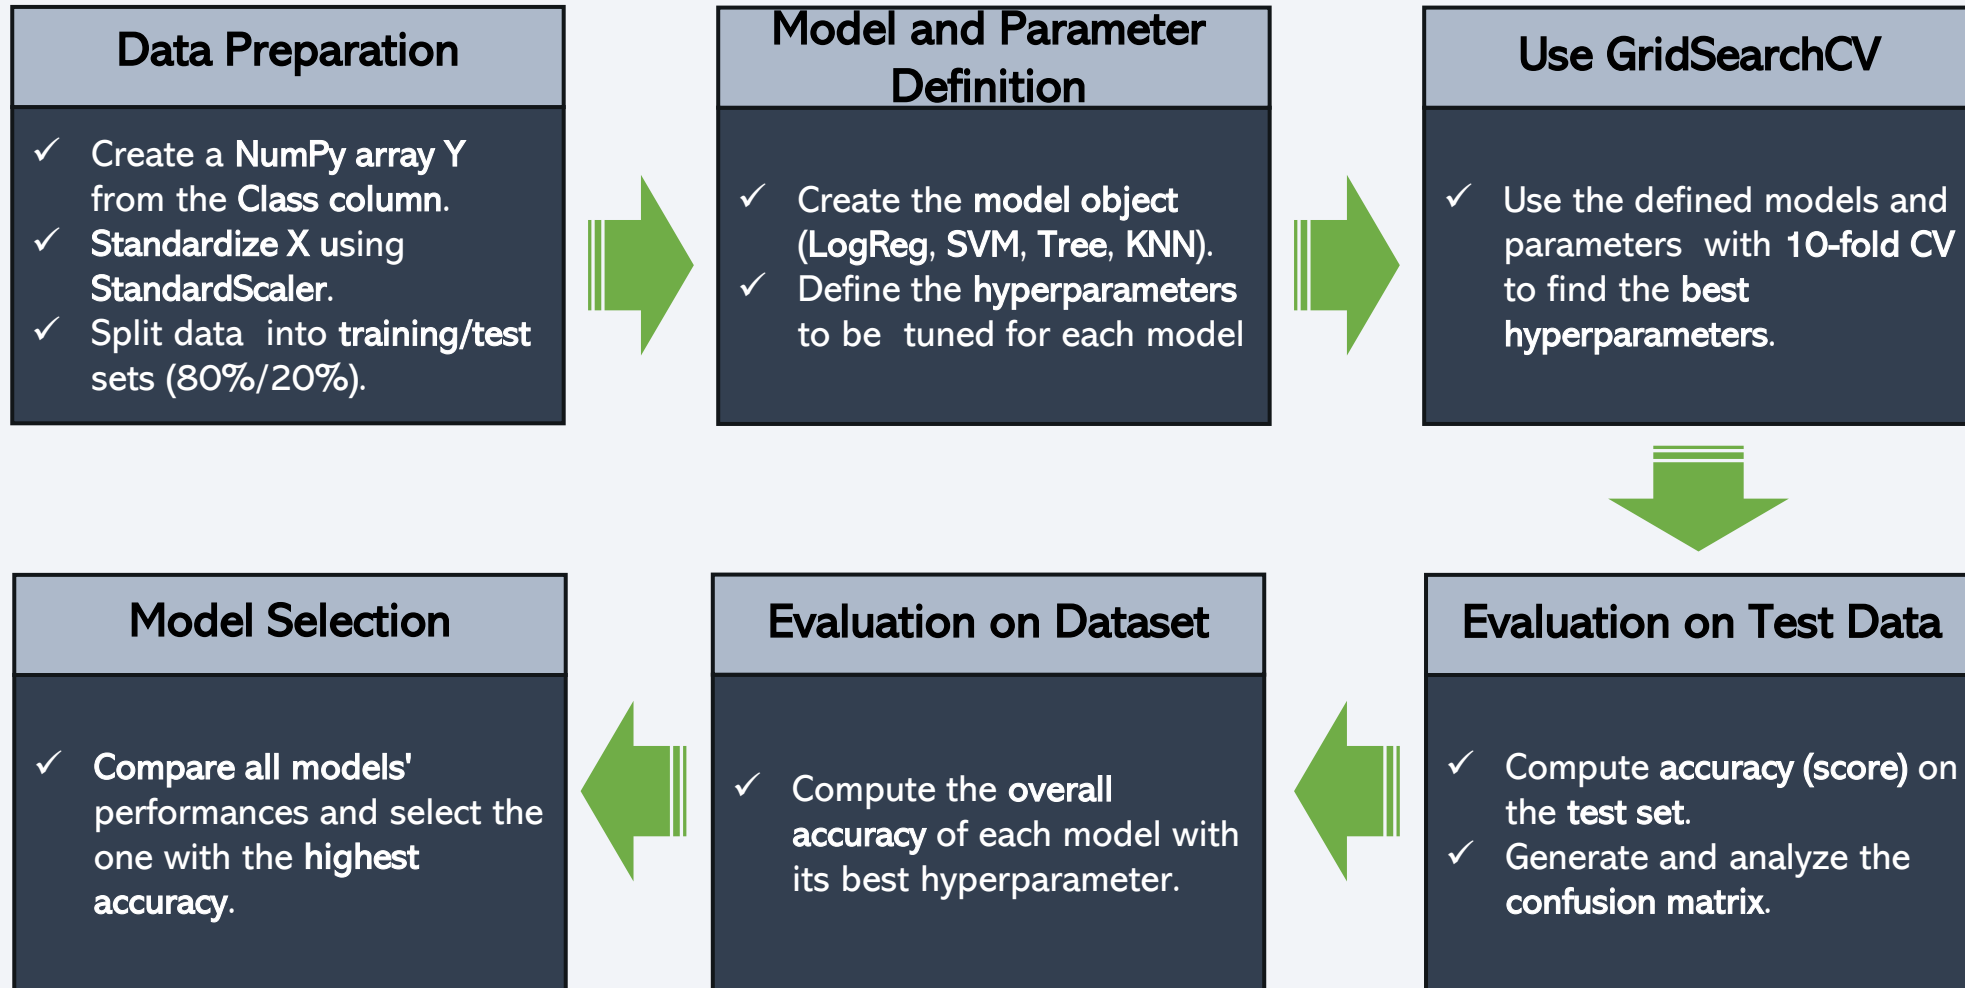 Data Preparation
✓ Create a NumPy array Y
from the Class column.
✓ Standardize X using
StandardScaler.
✓ Split data  into training/test
sets (80%/20%).
Model and Parameter
Definition
✓ Create the model object
(LogReg, SVM, Tree, KNN).
✓ Define the hyperparameters
to be  tuned for each model
Use GridSearchCV
✓ Use the defined models and
parameters  with 10-fold CV
to find the best
hyperparameters.
Evaluation on Test Data
✓ Compute accuracy (score) on
the test set.
✓ Generate and analyze the
confusion matrix.
Evaluation on Dataset
✓ Compute the overall
accuracy of each model with
its best hyperparameter.
Model Selection
✓ Compare all models'
performances and select the
one with the highest
accuracy.